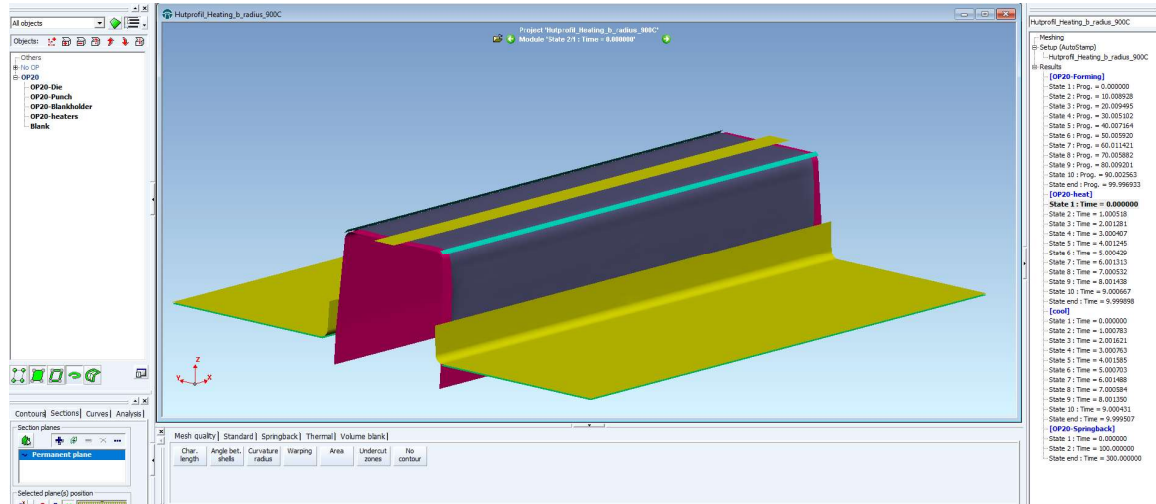 All objects
Objects:
Others
No OP
OP20
OP20-Die
OP20-Punch
OP20-Blankholder
OP20-heaters
Blank
Contours Sections Curves Analysis
Section planes
Permanent plane
Selected plane(s) position
Hutprofil_Heating_b_radius_900C
Project 'Hutprofil_Heating_b_radius_900C'
Module 'State 2/1 : Time = 0.000000'
Z
Y X
Mesh quality Standard Springback Thermal Volume blank
Char. length
Angle bet. shells
Curvature radius
Warping
Area
Undercut zones
No contour
Hutprofil_Heating_b_radius_900C
Meshing
Setup (AutoStamp)
Hutprofil_Heating_b_radius_900C
Results
[OP20-Forming]
State 1 : Prog. = 0.000000
State 2 : Prog. = 10.008928
State 3 : Prog. = 20.009495
State 4 : Prog. = 30.005102
State 5 : Prog. = 40.007164
State 6 : Prog. = 50.005920
State 7 : Prog. = 60.011421
State 8 : Prog. = 70.005882
State 9 : Prog. = 80.009201
State 10 : Prog. = 90.002563
State end : Prog. = 99.996933
[OP20-heat]
State 1 : Time = 0.000000
State 2 : Time = 1.000518
State 3 : Time = 2.001281
State 4 : Time = 3.000407
State 5 : Time = 4.001245
State 6 : Time = 5.000429
State 7 : Time = 6.001313
State 8 : Time = 7.000532
State 9 : Time = 8.001438
State 10 : Time = 9.000667
State end : Time = 9.999898
[cool]
State 1 : Time = 0.000000
State 2 : Time = 1.000783
State 3 : Time = 2.001621
State 4 : Time = 3.000763
State 5 : Time = 4.001585
State 6 : Time = 5.000703
State 7 : Time = 6.001488
State 8 : Time = 7.000584
State 9 : Time = 8.001350
State 10 : Time = 9.000431
State end : Time = 9.999507
[OP20-Springback]
State 1 : Time = 0.000000
State 2 : Time = 100.000000
State end : Time = 300.000000